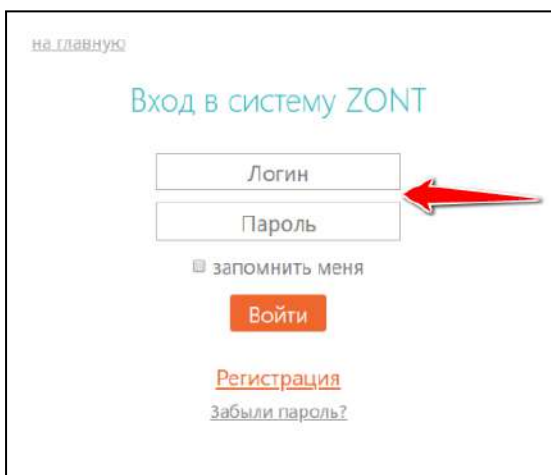 на главную
Вход в систему ZONT
Логин
Пароль
запомнить меня
Войти
Регистрация
Забыли пароль?